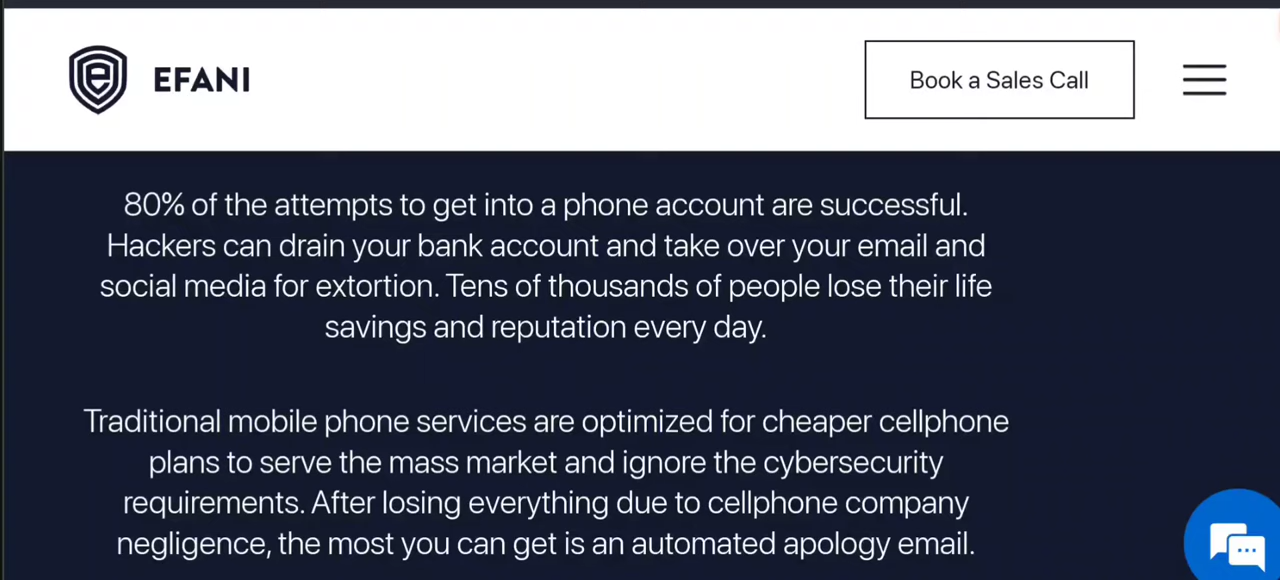 EFANI
Book a Sales Call
80% of the attempts to get into a phone account are successful.
Hackers can drain your bank account and take over your email and
social media for extortion. Tens of thousands of people lose their life
savings and reputation every day.
Traditional mobile phone services are optimized for cheaper cellphone
plans to serve the mass market and ignore the cybersecurity
requirements. After losing everything due to cellphone company
negligence, the most you can get is an automated apology email.